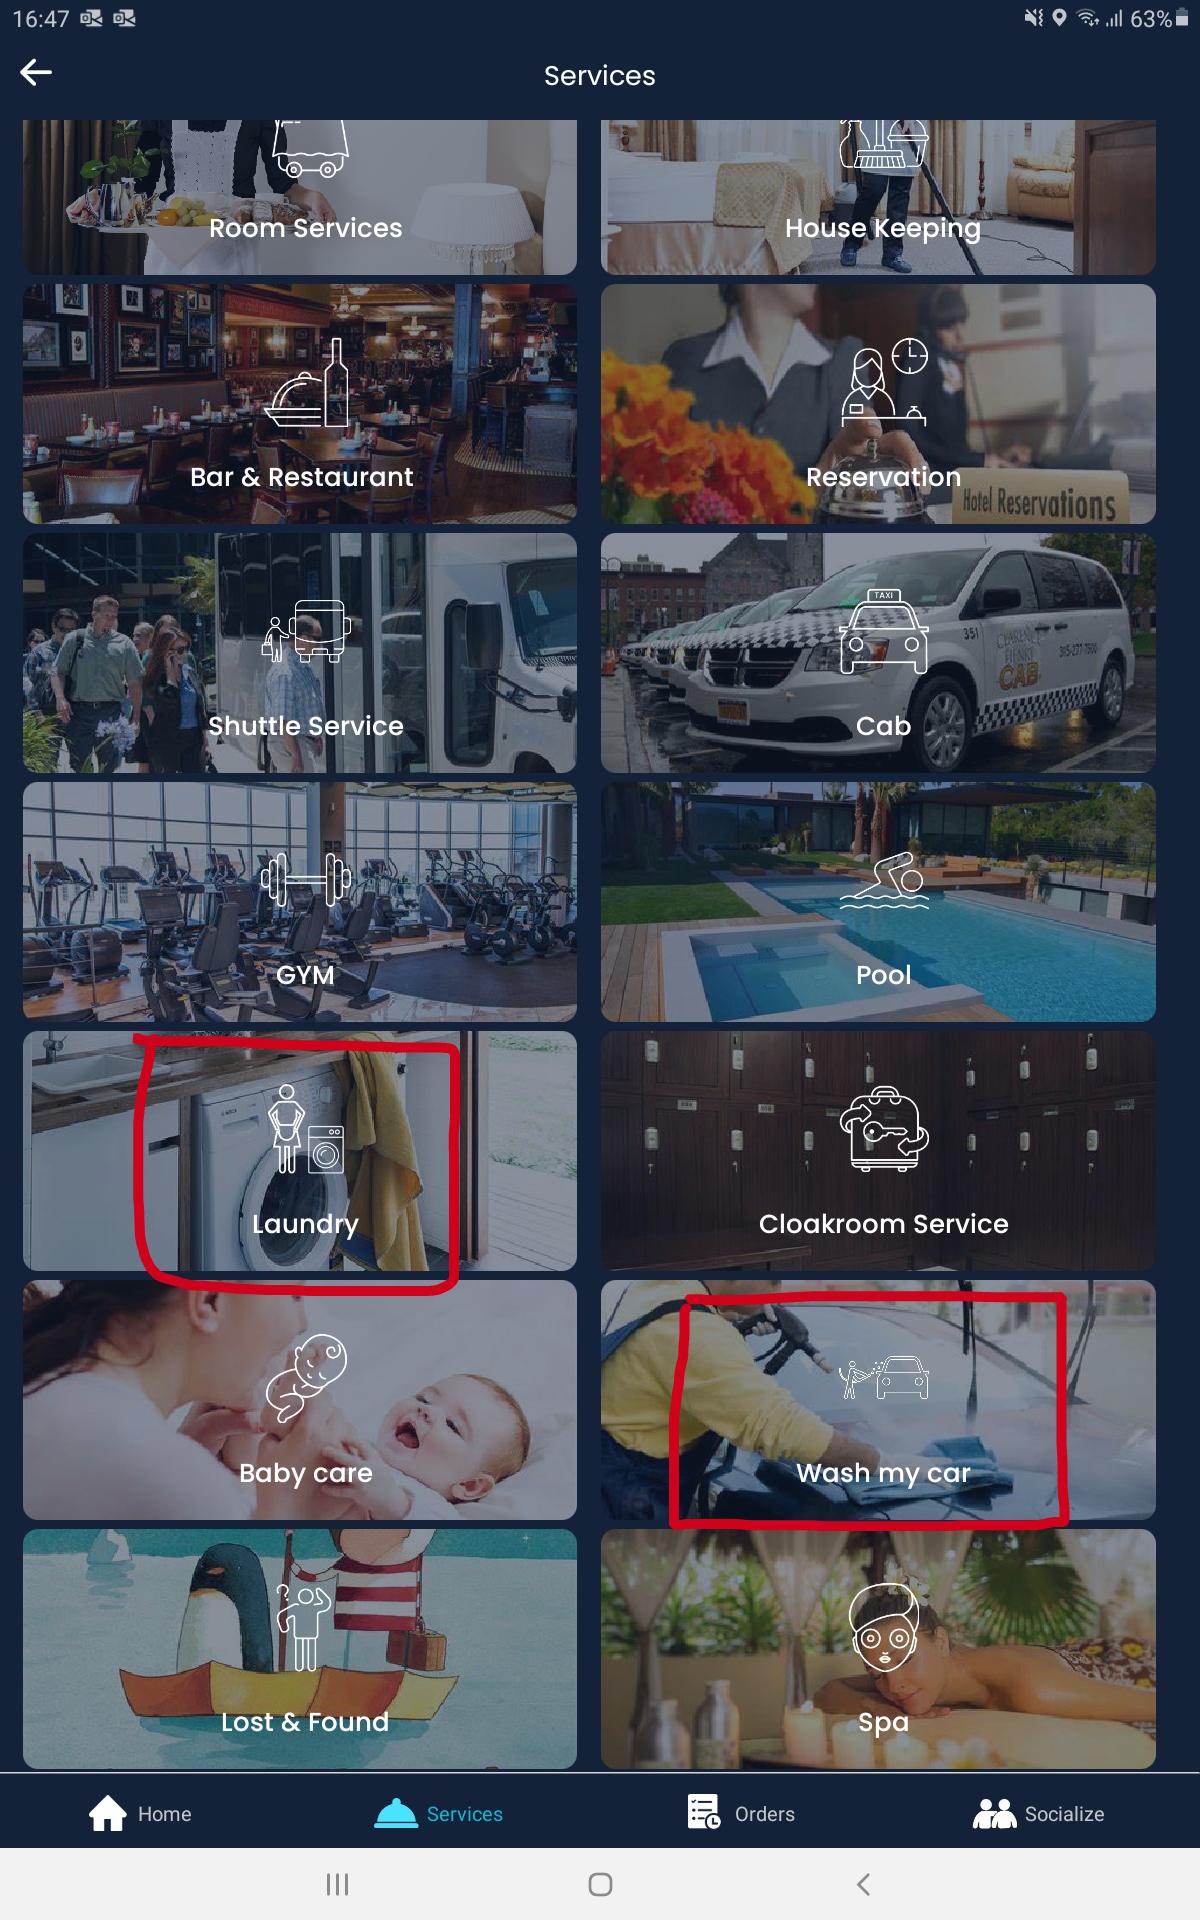 16:47
63%
Services
Room Services
House Keeping
Bar & Restaurant
Reservation
Hotel Reservations
Shuttle Service
TAXI
351
CAB
Cab
GYM
Pool
Laundry
Cloakroom Service
Baby care
Wash my car
Lost & Found
Spa
Home
Services
Orders
Socialize